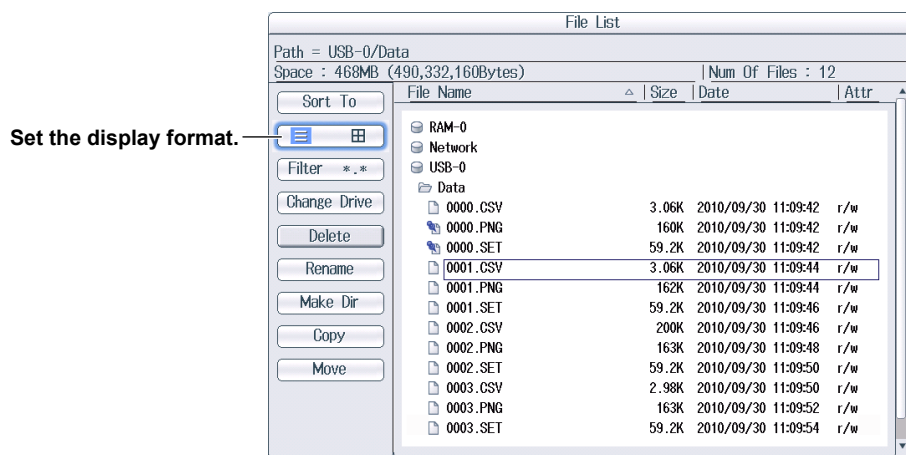 File List
Path = USB-0/Data
Space : 468MB (490,332,160Bytes) Num Of Files : 12
Set the display format.
Sort To
Filter *.*
Change Drive
Delete
Rename
Make Dir
Copy
Move
File Name Size Date Attr
RAM-0
Network
USB-0
Data
0000.CSV 3.06K 2010/09/30 11:09:42 r/w
0000.PNG 160K 2010/09/30 11:09:42 r/w
0000.SET 59.2K 2010/09/30 11:09:42 r/w
0001.CSV 3.06K 2010/09/30 11:09:44 r/w
0001.PNG 162K 2010/09/30 11:09:44 r/w
0001.SET 59.2K 2010/09/30 11:09:46 r/w
0002.CSV 200K 2010/09/30 11:09:46 r/w
0002.PNG 163K 2010/09/30 11:09:48 r/w
0002.SET 59.2K 2010/09/30 11:09:50 r/w
0003.CSV 2.98K 2010/09/30 11:09:50 r/w
0003.PNG 163K 2010/09/30 11:09:52 r/w
0003.SET 59.2K 2010/09/30 11:09:54 r/w